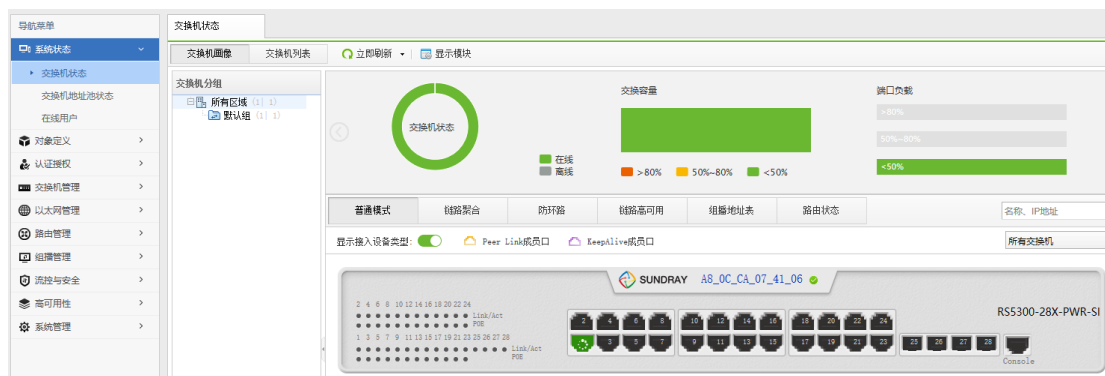 导航菜单
系统状态
交换机状态
交换机地址池状态
在线用户
对象定义
认证授权
交换机管理
以太网管理
路由管理
组播管理
流控与安全
高可用性
系统管理
交换机状态
交换机画像 交换机列表 立即刷新 显示模块
交换机分组
所有区域 (1| 1)
默认组 (1| 1)
交换机状态
在线
离线
交换容量
>80% 50%~80% <50%
端口负载
>80%
50%~80%
<50%
普通模式 链路聚合 防环路 链路高可用 组播地址表 路由状态 名称、IP地址
显示接入设备类型: Peer Link成员口 KeepAlive成员口 所有交换机
SUNDRAY A8_0C_CA_07_41_06
RS5300-28X-PWR-SI
2 4 6 8 10 12 14 16 18 20 22 24
Link/Act
POE
1 3 5 7 9 11 13 15 17 19 21 23 25 26 27 28
Link/Act
POE
2 4 6 8 10 12 14 16 18 20 22 24
3 5 7 9 11 13 15 17 19 21 23 25 26 27 28
Console